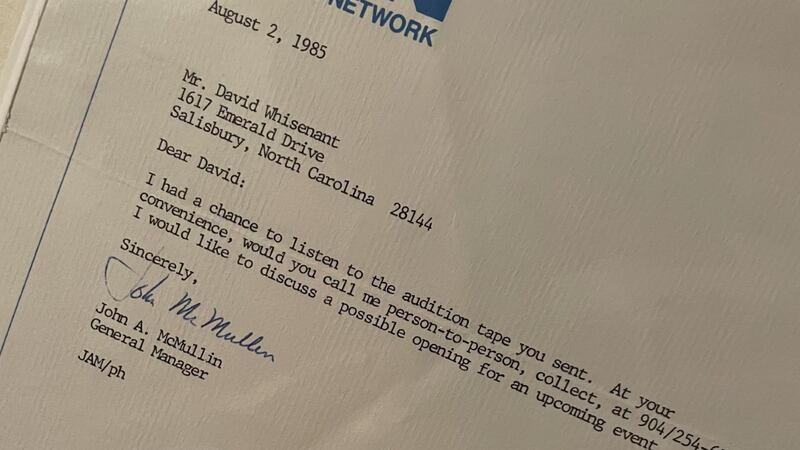 NETWORK
August 2, 1985
Mr. David Whisenant
1617 Emerald Drive
Salisbury, North Carolina 28144
Dear David:
I had a chance to listen to the audition tape you sent. At your
convenience, would you call me person-to-person, collect, at 904/254-6
I would like to discuss a possible opening for an upcoming event
Sincerely,
John McMullin
John A. McMullin
General Manager
JAM/ph